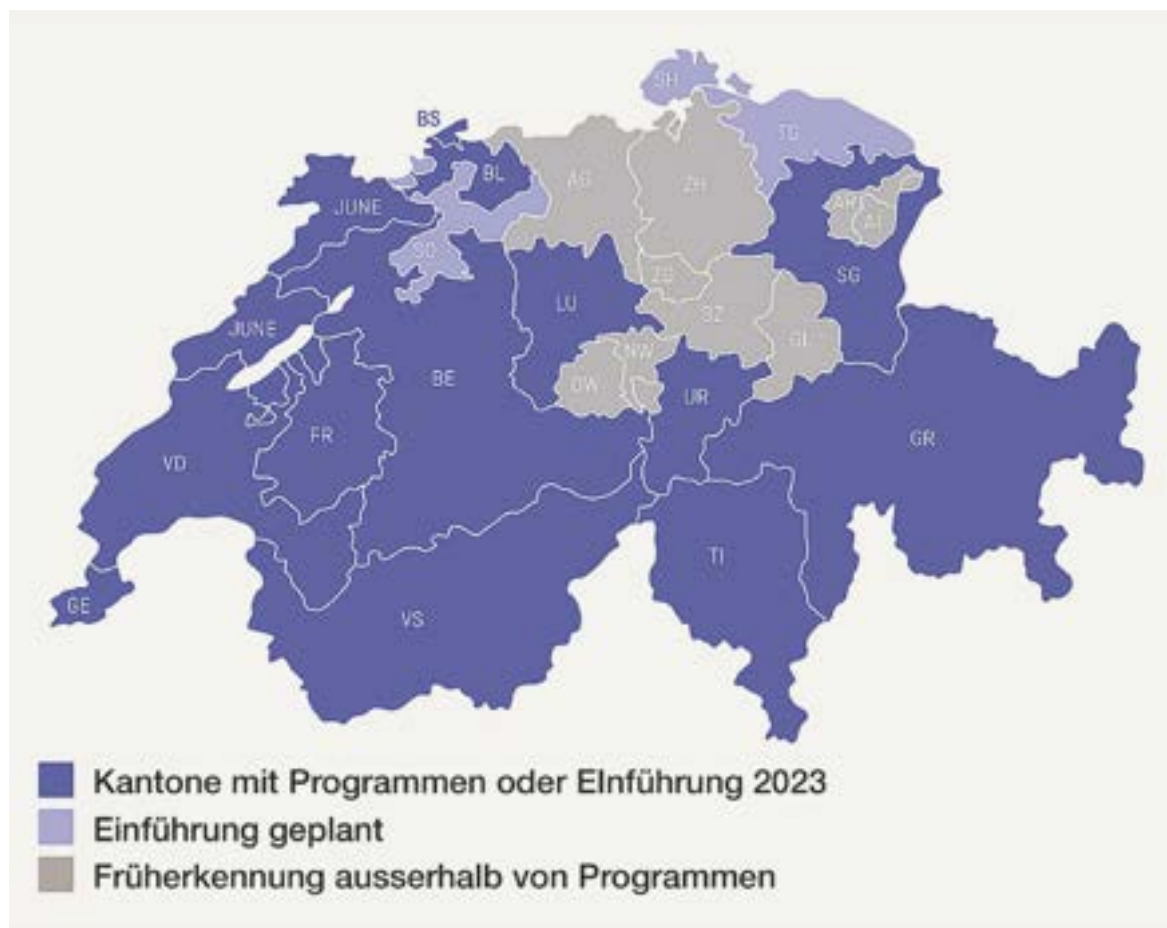 SH
BS
TG
BL
AG
ZH
JUNE
AR
AI
SO
ZG
SG
LU
SZ
JUNE
GL
NW
BE
OW
UR
FR
GR
VD
TI
GE
VS
Kantone mit Programmen oder EInführung 2023
Einführung geplant
Früherkennung ausserhalb von Programmen